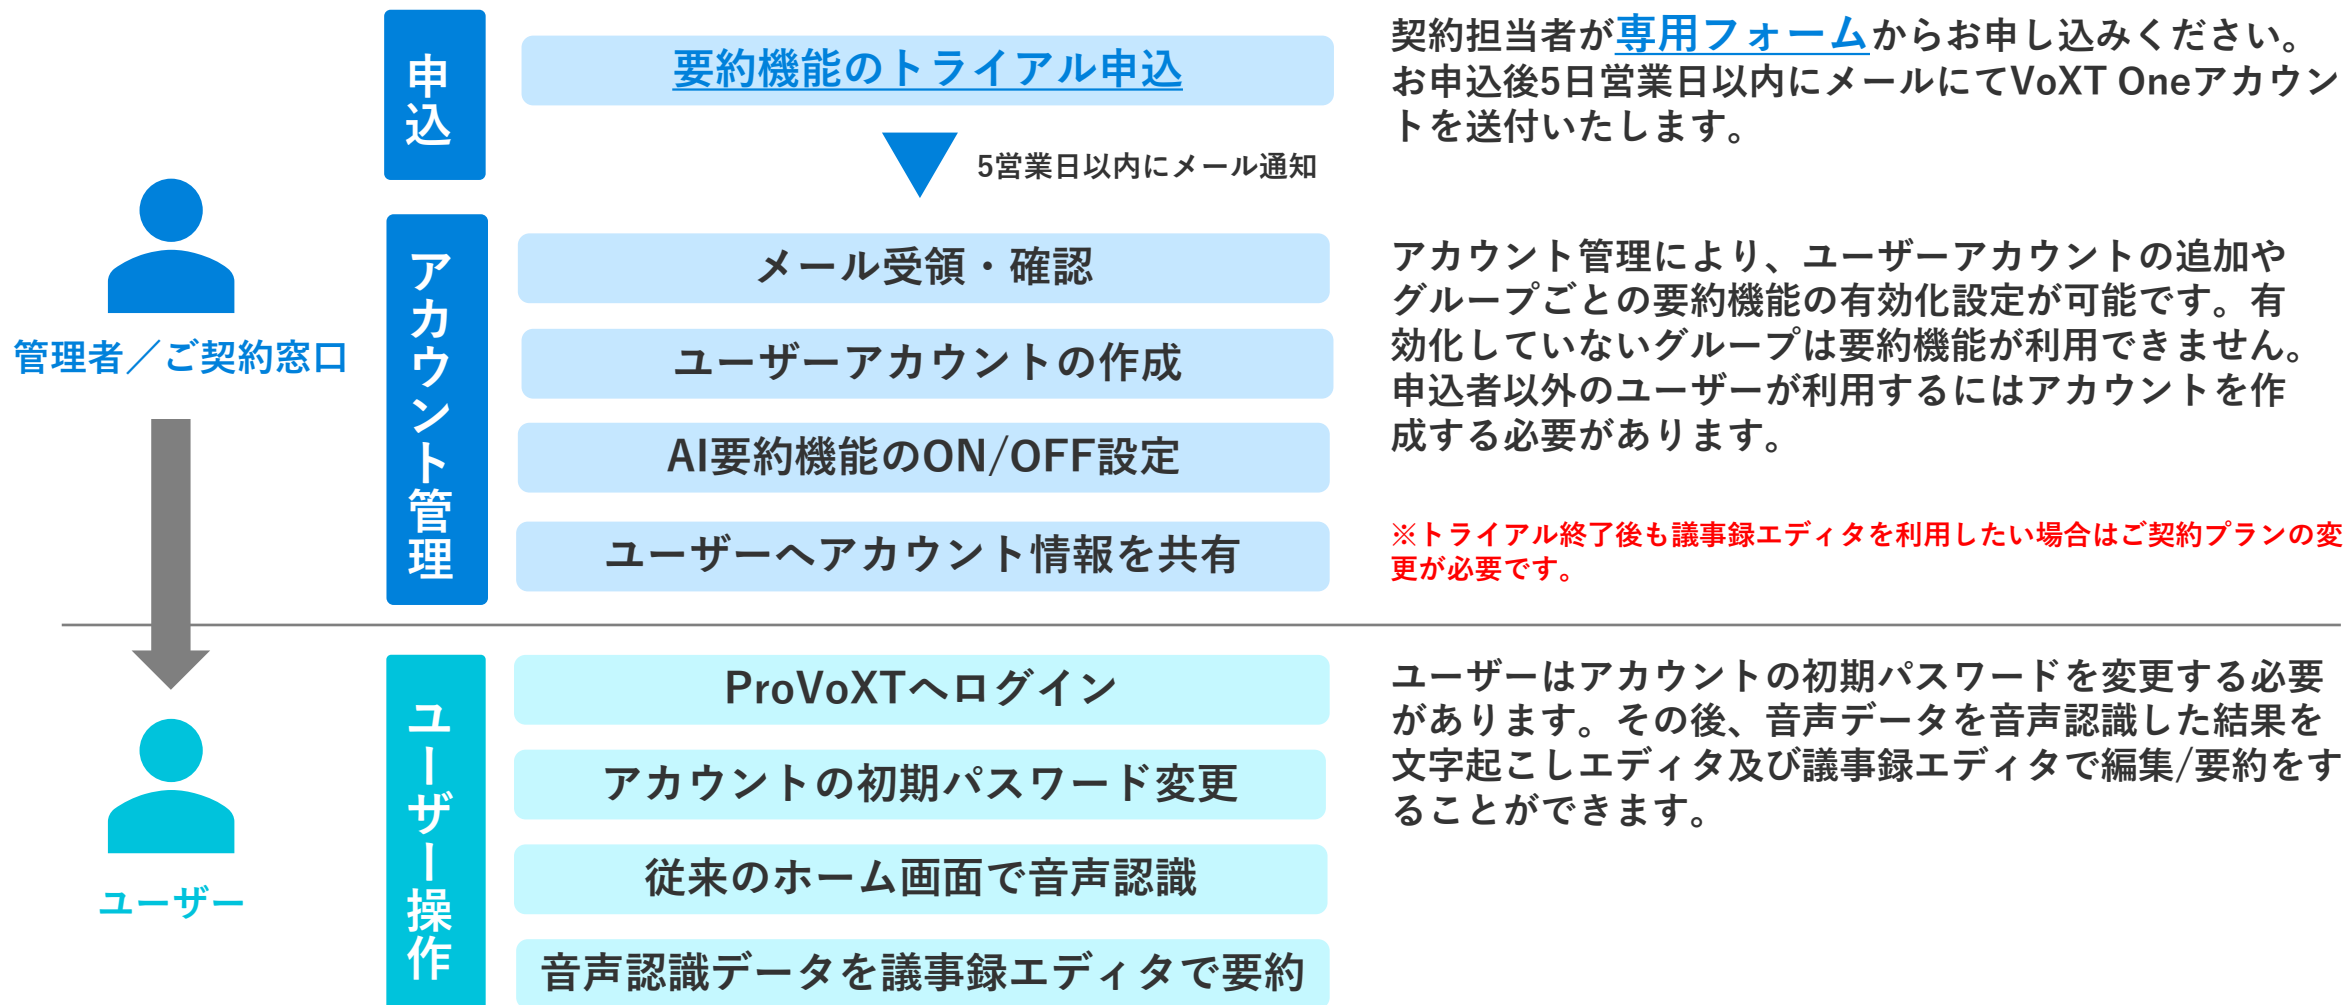 申込
要約機能のトライアル申込
5営業日以内にメール通知
契約担当者が専用フォームからお申し込みください。
お申込後5日営業日以内にメールにてVoXT Oneアカウン
トを送付いたします。
管理者／ご契約窓口
アカウント管理
メール受領・確認
ユーザーアカウントの作成
AI要約機能のON/OFF設定
ユーザーへアカウント情報を共有
アカウント管理により、ユーザーアカウントの追加や
グループごとの要約機能の有効化設定が可能です。有
効化していないグループは要約機能が利用できません。
申込者以外のユーザーが利用するにはアカウントを作
成する必要があります。
※トライアル終了後も議事録エディタを利用したい場合はご契約プランの変
更が必要です。
ユーザー
ユーザー操作
ProVoXTへログイン
アカウントの初期パスワード変更
従来のホーム画面で音声認識
音声認識データを議事録エディタで要約
ユーザーはアカウントの初期パスワードを変更する必要
があります。その後、音声データを音声認識した結果を
文字起こしエディタ及び議事録エディタで編集/要約をす
ることができます。